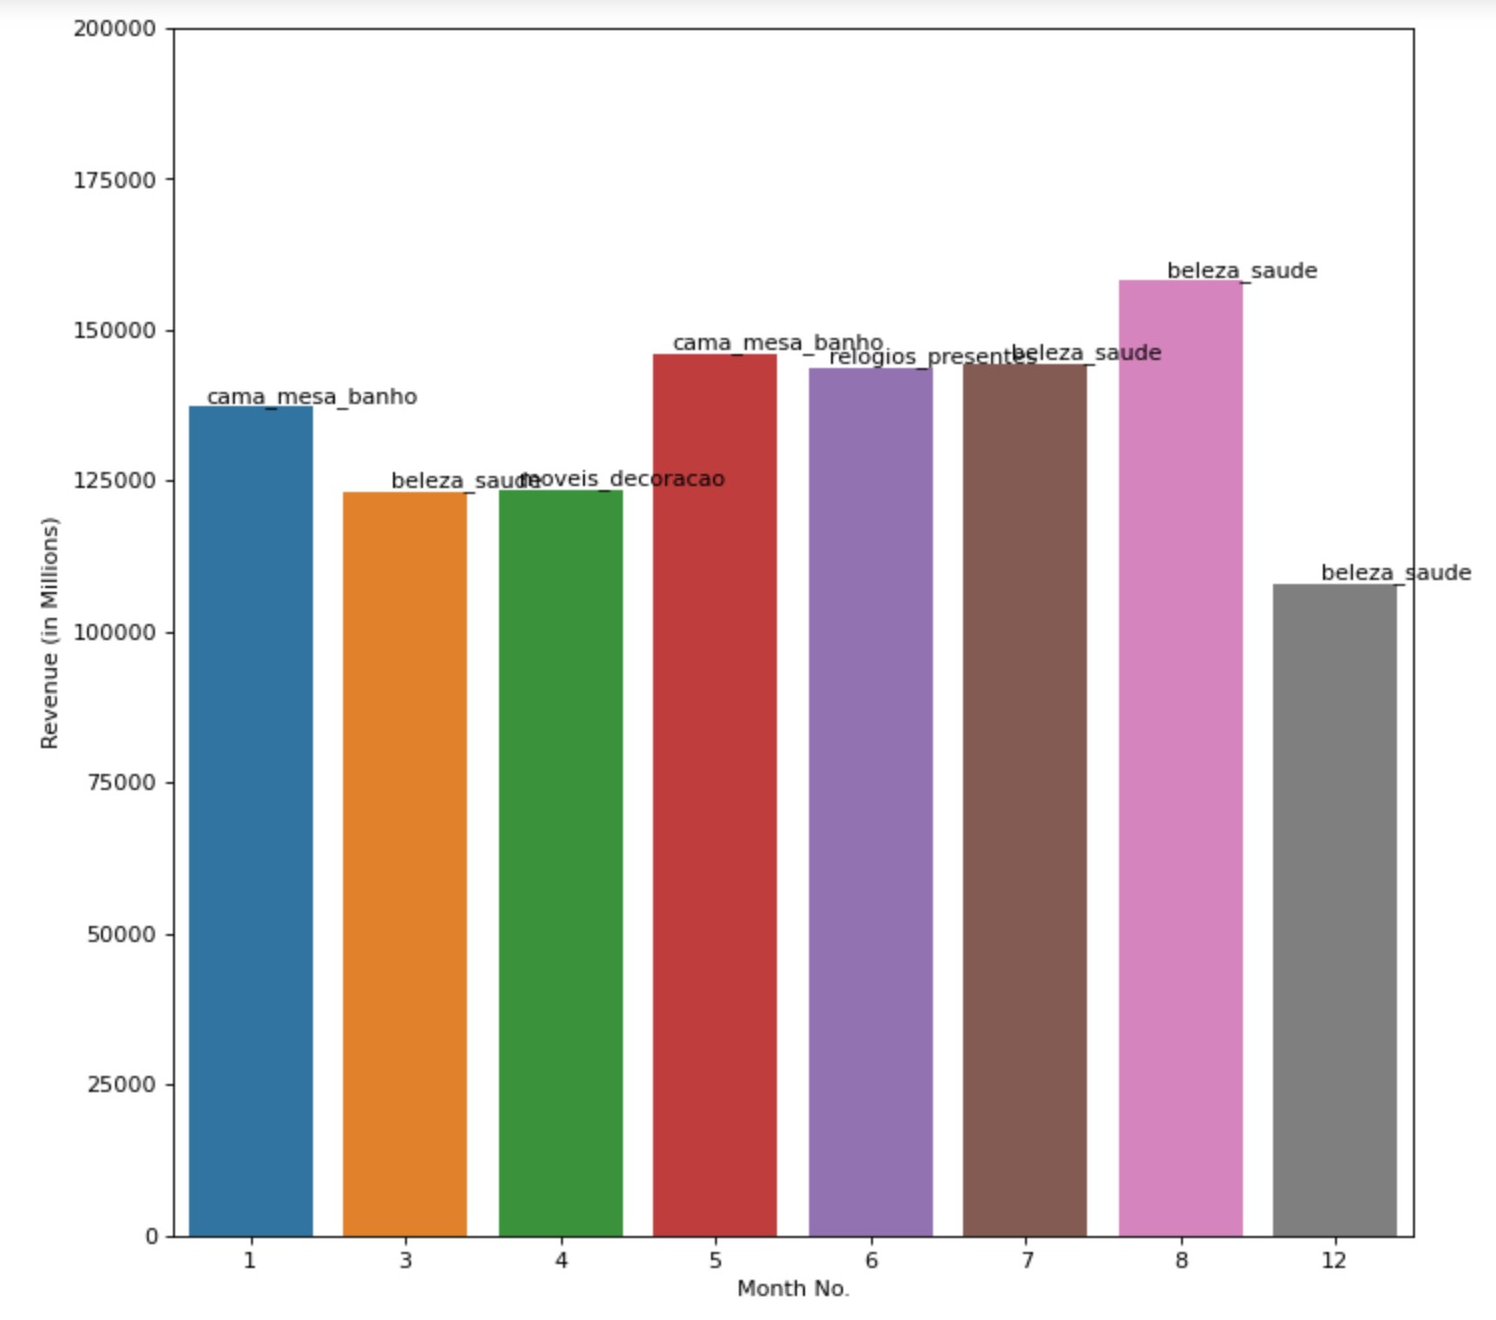 200000
175000
150000
125000
100000
75000
50000
25000
0
Revenue (in Millions)
cama_mesa_banho
beleza_saude
moveis_decoracao
cama_mesa_banho
relogios_presentes
beleza_saude
beleza_saude
beleza_saude
1 3 4 5 6 7 8 12
Month No.